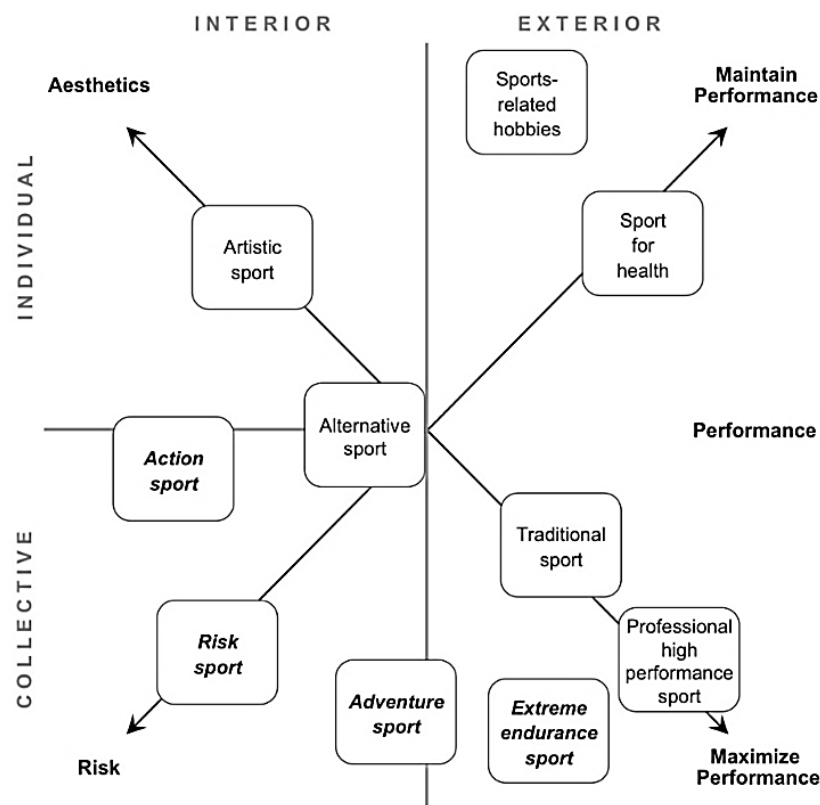 INTERIOR
EXTERIOR
Aesthetics
Sports-
related
hobbies
Maintain
Performance
INDIVIDUAL
Artistic
sport
Sport
for
health
Alternative
sport
Performance
Action
sport
Traditional
sport
COLLECTIVE
Risk
sport
Professional
high
performance
sport
Adventure
sport
Extreme
endurance
sport
Risk
Maximize
Performance